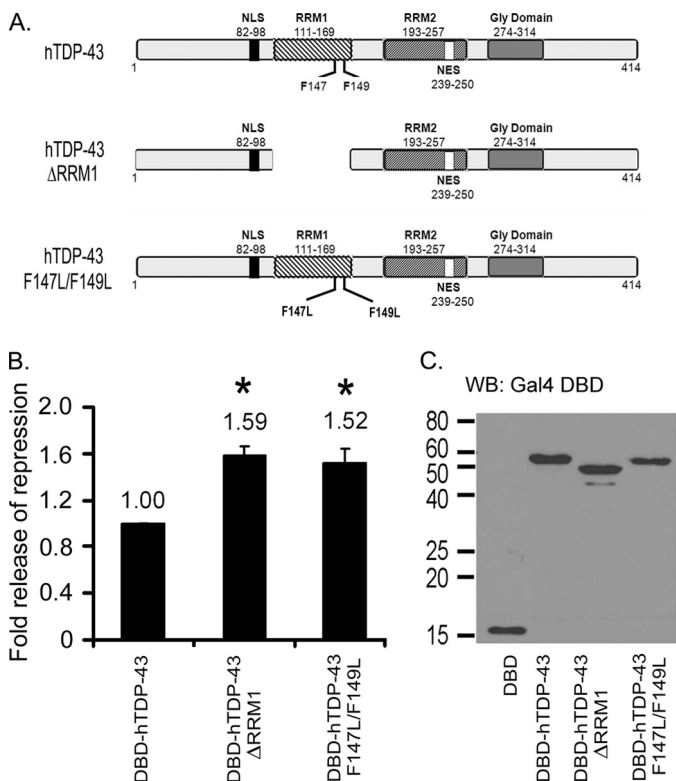 A.
hTDP-43
NLS
82-98
RRM1
111-169
RRM2
193-257
Gly Domain
274-314
1
F147
F149
NES
239-250
414
hTDP-43
ΔRRM1
NLS
82-98
RRM2
193-257
Gly Domain
274-314
1
NES
239-250
414
hTDP-43
F147L/F149L
NLS
82-98
RRM1
111-169
RRM2
193-257
Gly Domain
274-314
1
F147L
F149L
NES
239-250
414
B.
Fold release of repression
2.0
1.6
1.2
0.8
0.4
0
1.00
*
1.59
*
1.52
DBD-hTDP-43
DBD-hTDP-43
ΔRRM1
DBD-hTDP-43
F147L/F149L
C.
WB: Gal4 DBD
80
60
50
40
25
20
15
DBD
DBD-hTDP-43
DBD-hTDP-43
ΔRRM1
DBD-hTDP-43
F147L/F149L